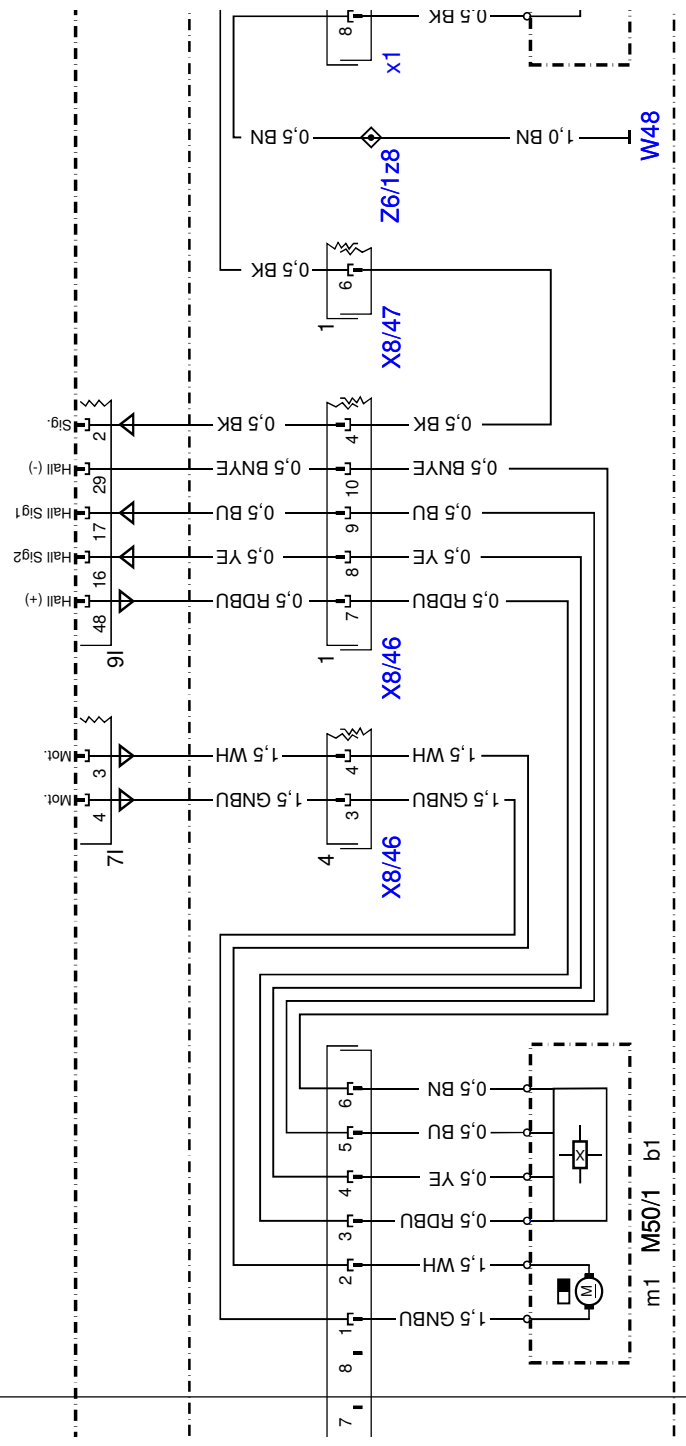 8
0,5 BK
x1
0,5 BN
1,0 BN
W48
Z6/1z8
0,5 BK
6
1
X8/47
Sig.
2
0,5 BK
4
0,5 BK
Hall (-)
29
0,5 BNYE
10
0,5 BNYE
Hall Sig1
17
0,5 BU
9
0,5 BU
Hall Sig2
16
0,5 YE
8
0,5 YE
Hall (+)
48
0,5 RDBU
7
0,5 RDBU
9I
1
X8/46
Mot.
3
1,5 WH
4
1,5 WH
Mot.
4
1,5 GNBU
3
1,5 GNBU
7I
4
X8/46
6
0,5 BN
5
0,5 BU
4
0,5 YE
3
0,5 RDBU
2
1,5 WH
1
1,5 GNBU
8
7
X
M
m1 M50/1 b1